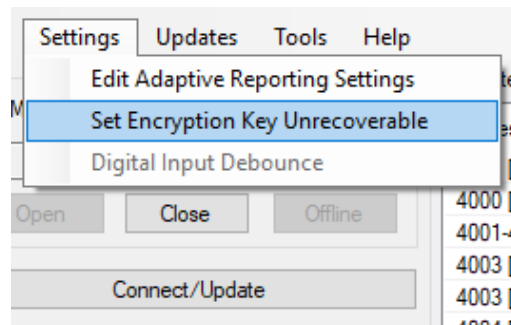 Settings Updates Tools Help
Edit Adaptive Reporting Settings
Set Encryption Key Unrecoverable
Digital Input Debounce
Open Close Offline
4000 [
4001-4
Connect/Update
4003 [
4003 [